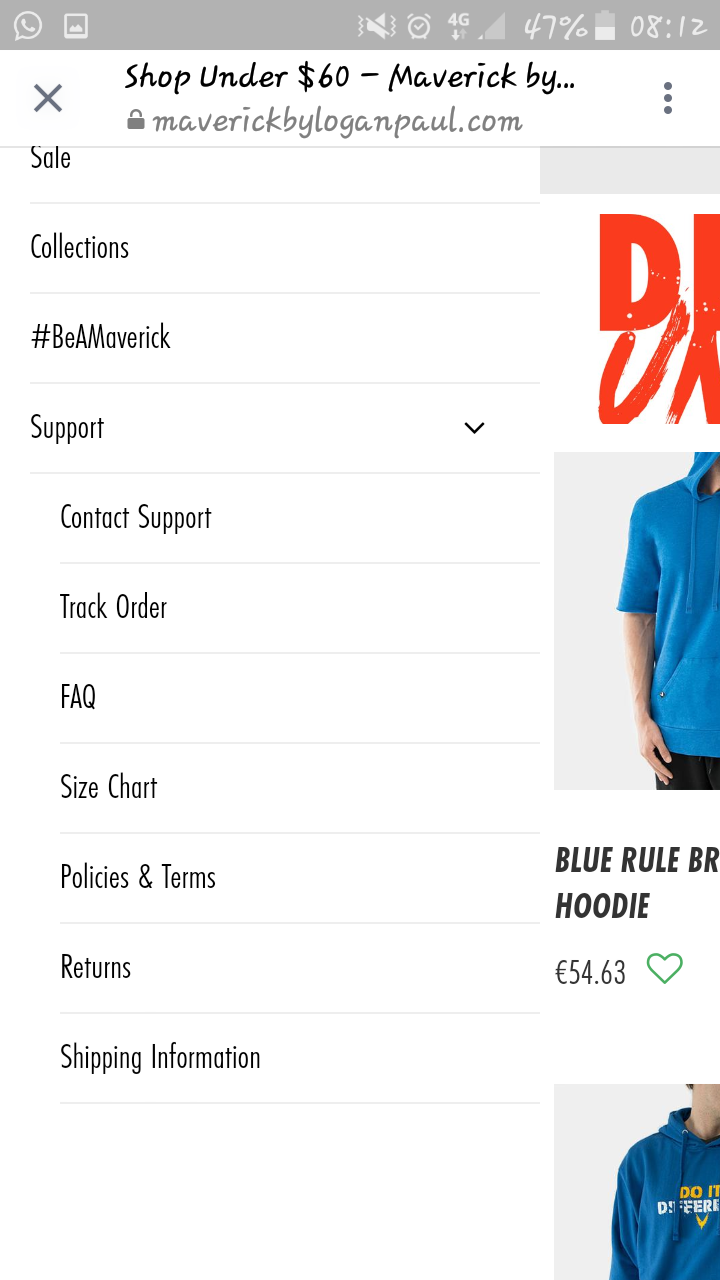 4G 47% 08:12
Shop Under $60 – Maverick by...
maverickbyloganpaul.com
Sale
Collections
#BeAMaverick
Support
Contact Support
Track Order
FAQ
Size Chart
Policies & Terms
Returns
Shipping Information
BLUE RULE BR
HOODIE
€54.63
DO IT